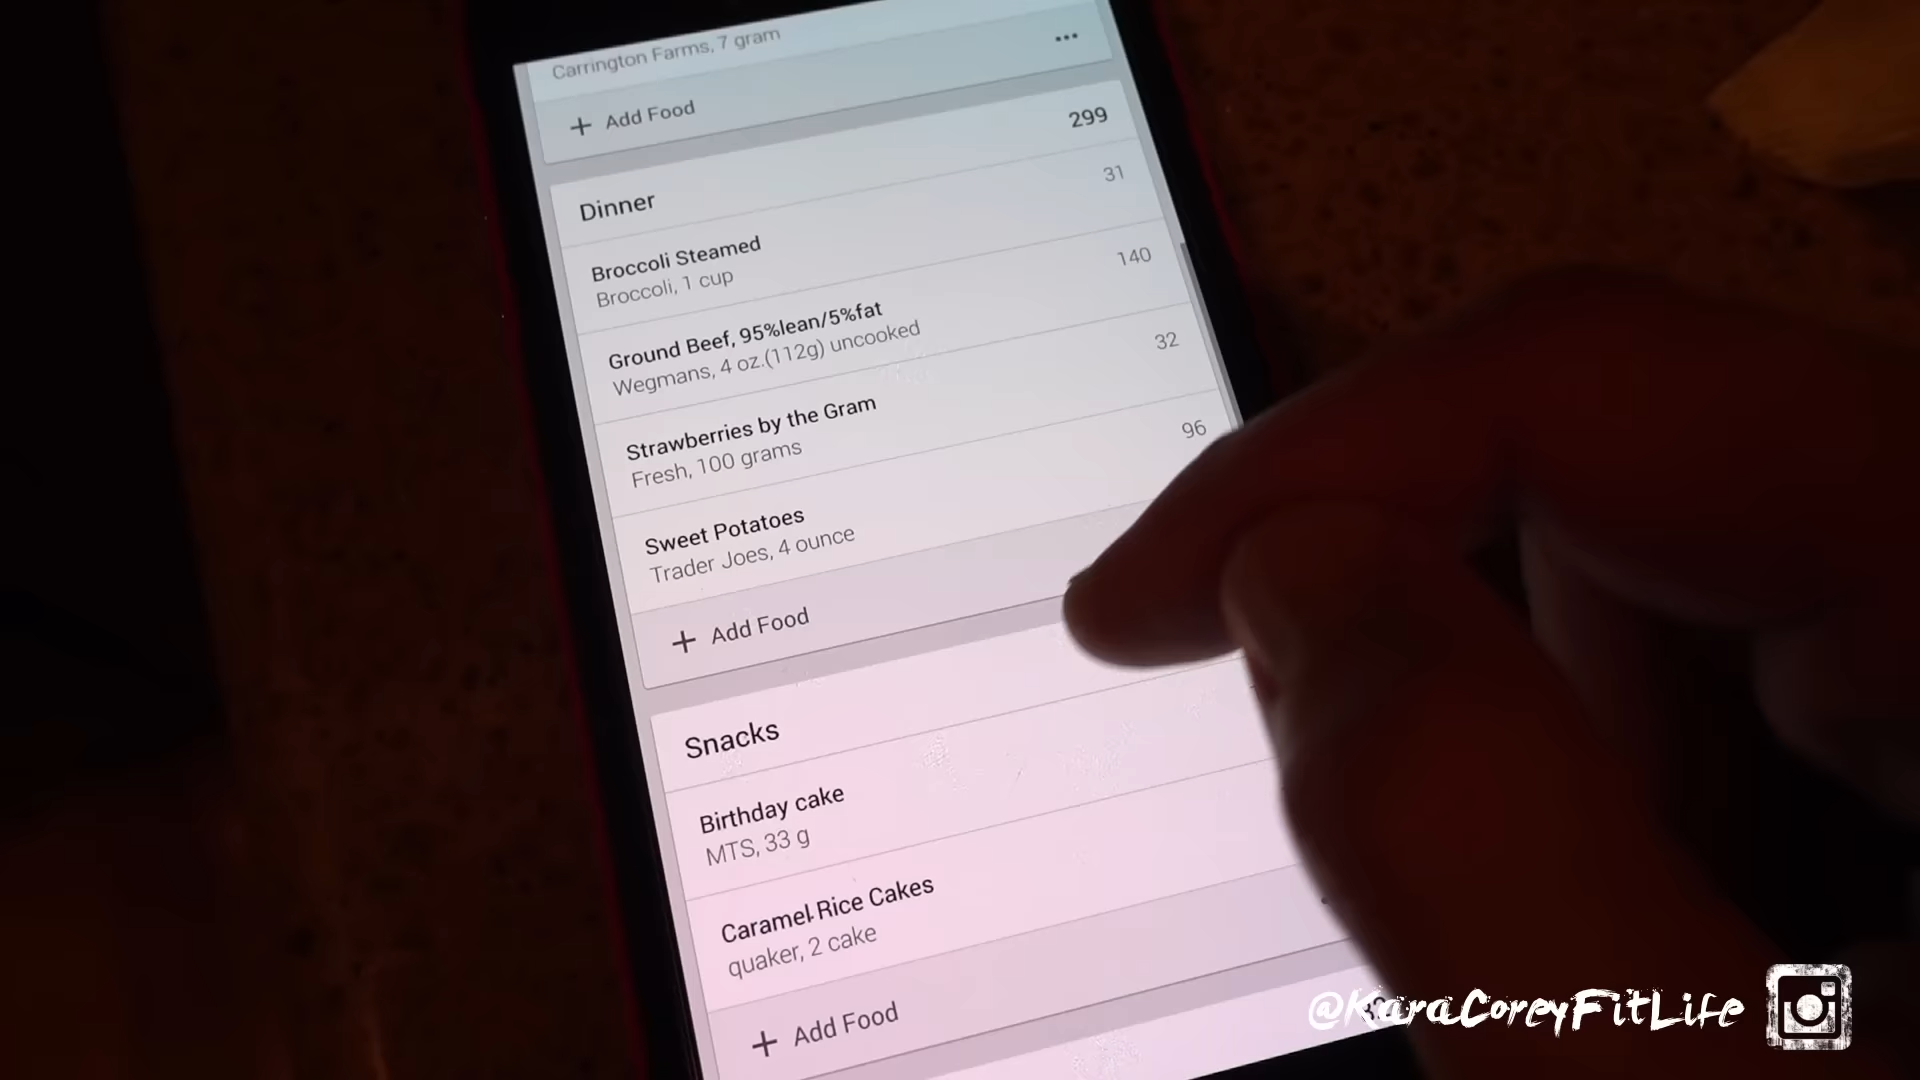 Carrington Farms, 7 gram
+ Add Food
Dinner 299
Broccoli Steamed 31
Broccoli, 1 cup
Ground Beef, 95%lean/5%fat 140
Wegmans, 4 oz.(112g) uncooked
Strawberries by the Gram 32
Fresh, 100 grams
Sweet Potatoes 96
Trader Joes, 4 ounce
+ Add Food
Snacks
Birthday cake
MTS, 33 g
Caramel Rice Cakes
quaker, 2 cake
+ Add Food
@KaraCoreyFitLife